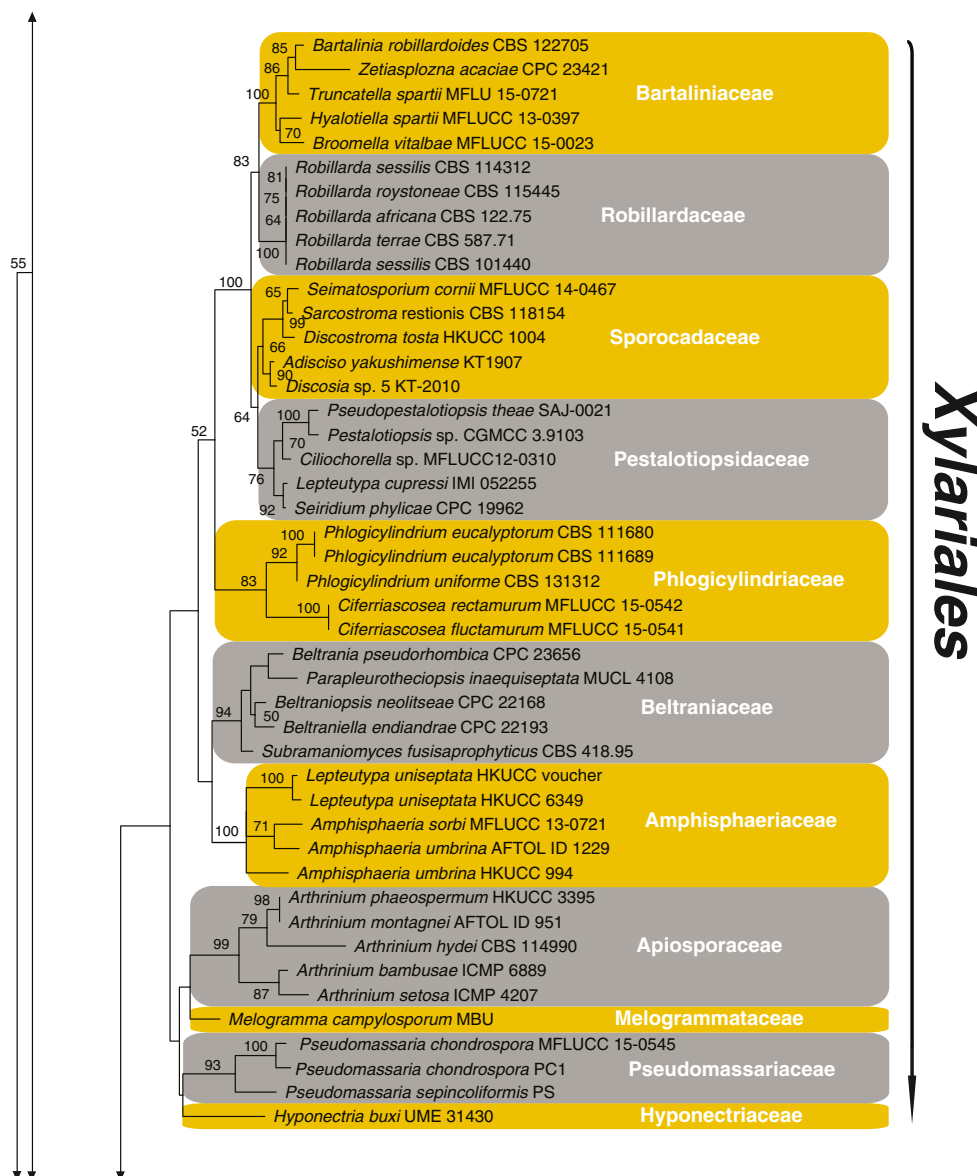 85 Bartalinia robillardoides CBS 122705
86 Zetiasplozna acaciae CPC 23421
100 Truncatella spartii MFLU 15-0721 Bartaliniaceae
Hyalotiella spartii MFLUCC 13-0397
70 Broomella vitalbae MFLUCC 15-0023
83
Robillarda sessilis CBS 114312
81
Robillarda roystoneae CBS 115445
75
Robillarda africana CBS 122.75 Robillardaceae
64
Robillarda terrae CBS 587.71
100
Robillarda sessilis CBS 101440
55
100
65 Seimatosporium cornii MFLUCC 14-0467
Sarcostroma restionis CBS 118154
99
Discostroma tosta HKUCC 1004 Sporocadaceae
66
Adisciso yakushimense KT1907
90
Discosia sp. 5 KT-2010
64
100 Pseudopestalotiopsis theae SAJ-0021
52
Pestalotiopsis sp. CGMCC 3.9103
70
Ciliochorella sp. MFLUCC12-0310 Pestalotiopsidaceae
76
Lepteutypa cupressi IMI 052255
92 Seiridium phylicae CPC 19962
100 Phlogicylindrium eucalyptorum CBS 111680
92 Phlogicylindrium eucalyptorum CBS 111689
83 Phlogicylindrium uniforme CBS 131312 Phlogicylindriaceae
100 Ciferriascosea rectamurum MFLUCC 15-0542
Ciferriascosea fluctamurum MFLUCC 15-0541
Beltrania pseudorhombica CPC 23656
Parapleurotheciopsis inaequiseptata MUCL 4108
Beltraniopsis neolitseae CPC 22168 Beltraniaceae
94 50
Beltraniella endiandrae CPC 22193
Subramaniomyces fusisaprophyticus CBS 418.95
100 Lepteutypa uniseptata HKUCC voucher
Lepteutypa uniseptata HKUCC 6349
100 71 Amphisphaeria sorbi MFLUCC 13-0721 Amphisphaeriaceae
Amphisphaeria umbrina AFTOL ID 1229
Amphisphaeria umbrina HKUCC 994
98 Arthrinium phaeospermum HKUCC 3395
79 Arthrinium montagnei AFTOL ID 951
99 Arthrinium hydei CBS 114990 Apiosporaceae
Arthrinium bambusae ICMP 6889
87 Arthrinium setosa ICMP 4207
Melogramma campylosporum MBU Melogrammataceae
100 Pseudomassaria chondrospora MFLUCC 15-0545
93 Pseudomassaria chondrospora PC1 Pseudomassariaceae
Pseudomassaria sepincoliformis PS
Hyponectria buxi UME 31430 Hyponectriaceae
Xylariales